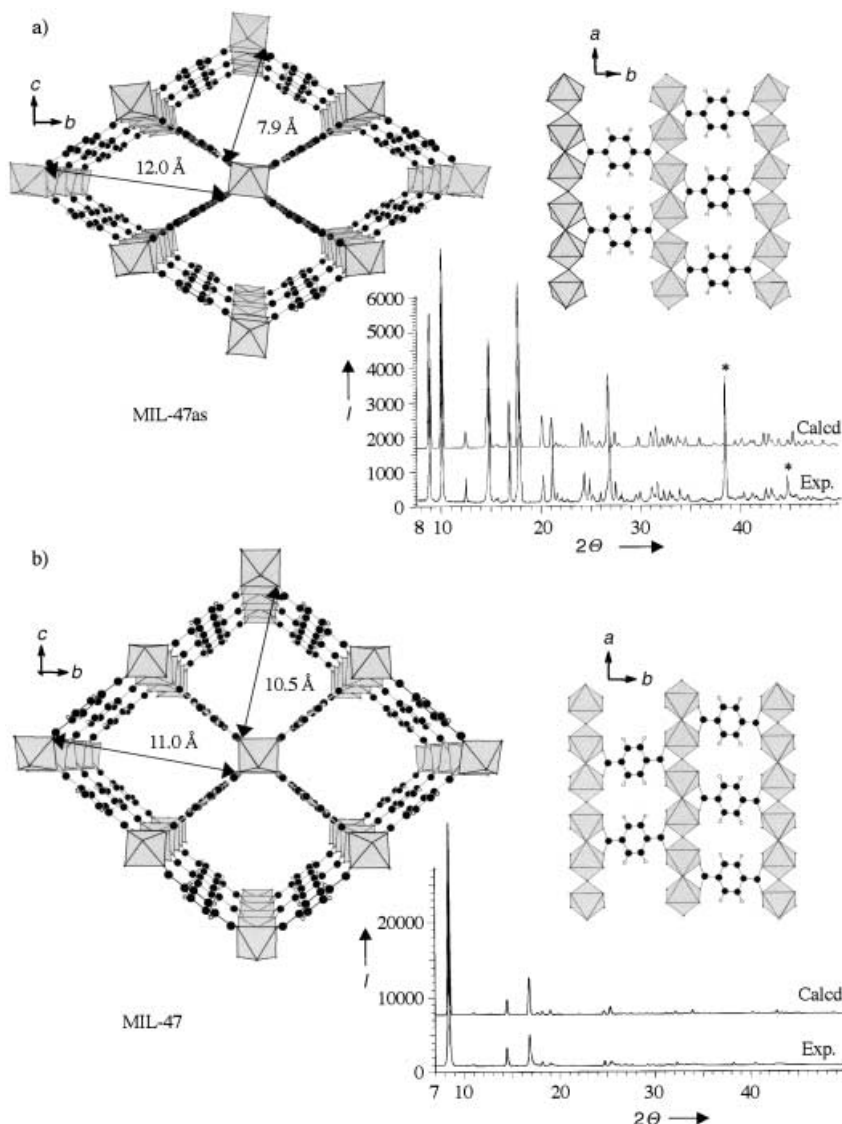 a)
c
b
7.9 Å
12.0 Å
MIL-47as
a
b
6000
5000
4000
3000
2000
1000
0
I
*
Calcd
*
Exp.
8 10 20 30 40
2Θ
b)
c
b
10.5 Å
11.0 Å
MIL-47
a
b
20000
10000
0
I
Calcd
Exp.
7 10 20 30 40
2Θ